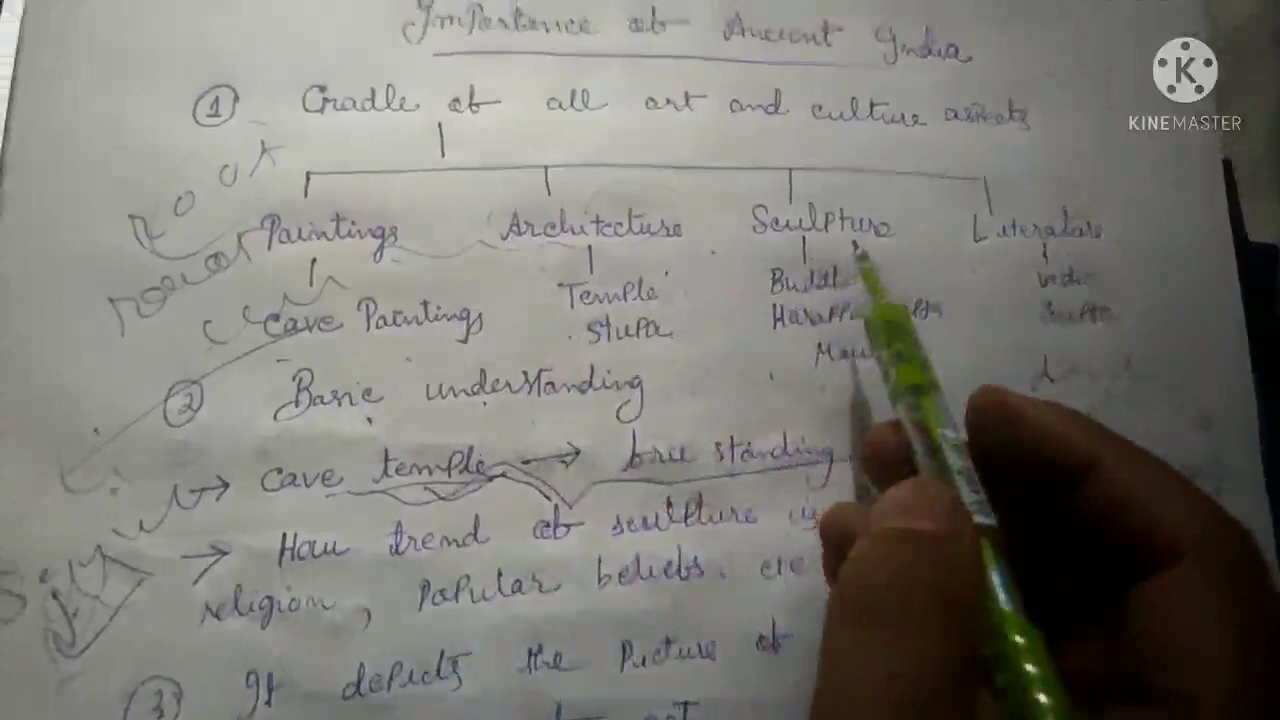 Importance of Ancient India
K
KINEMASTER
① Cradle of all art and culture aspects
ROOT
Paintings Architecture Sculpture Literature
Cave Paintings Temple Stupa
② Basic understanding
→ Cave temple → free standing
→ How trend of sculpture is
religion, Popular beliefs. etc
③ It depicts the Picture of